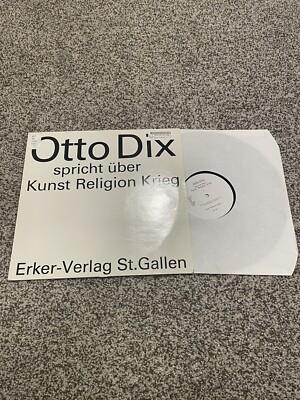 Otto Dix
spricht über
Kunst Religion Krieg
Erker-Verlag St.Gallen